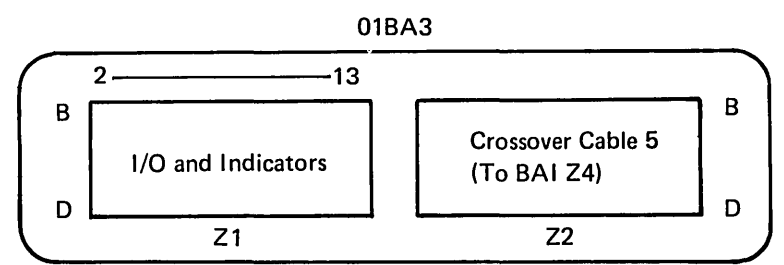 01BA3
2 13
B B
I/O and Indicators
Crossover Cable 5
(To BAI Z4)
D D
Z1 Z2